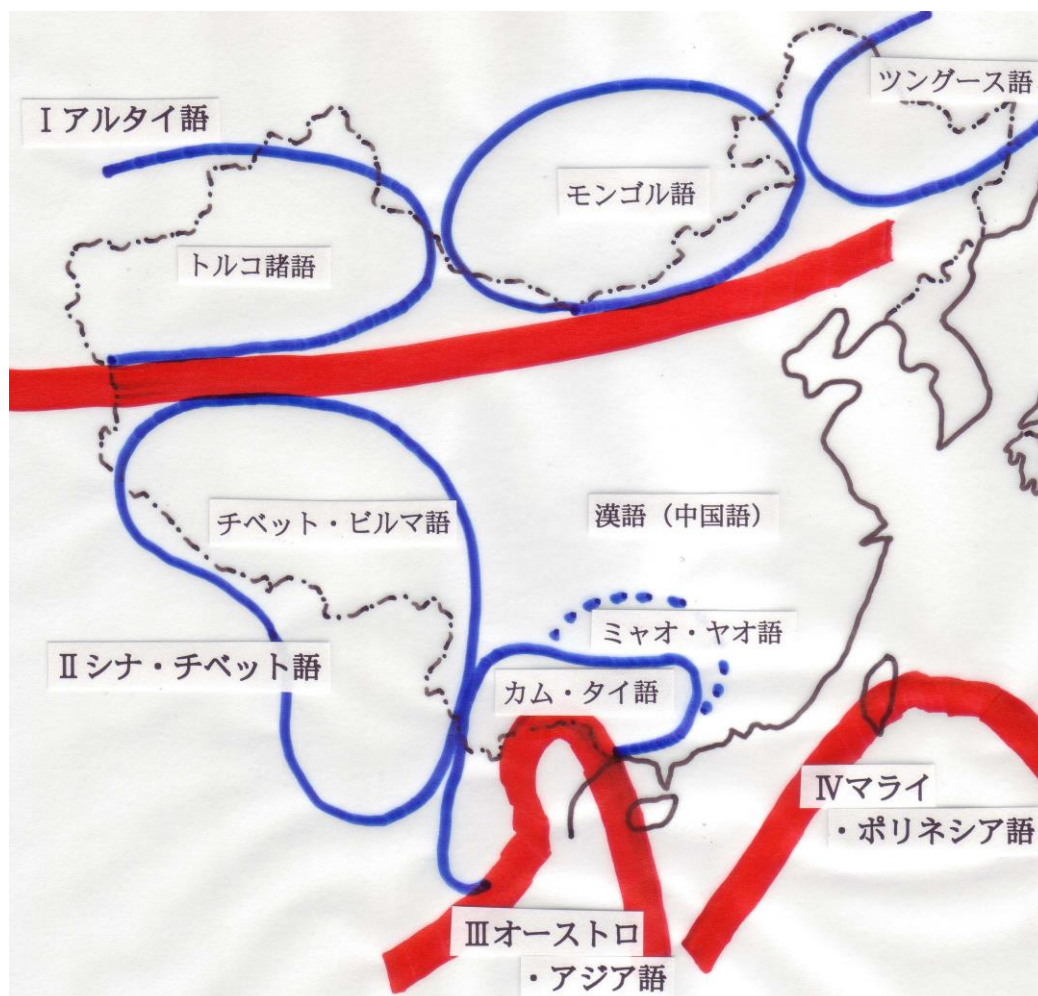 ツングース語
Ⅰアルタイ語
モンゴル語
トルコ諸語
チベット・ビルマ語
漢語（中国語）
ミャオ・ヤオ語
Ⅱシナ・チベット語
カム・タイ語
Ⅳマライ
・ポリネシア語
Ⅲオーストロ
・アジア語